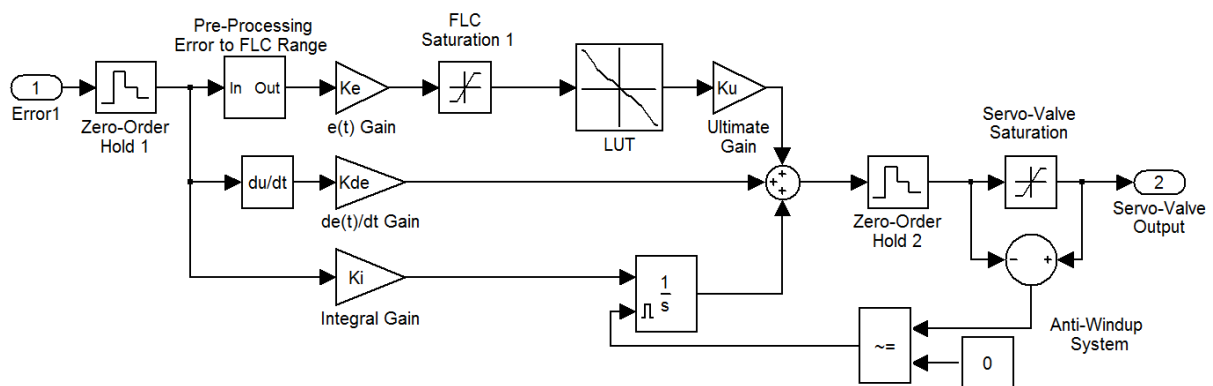 Pre-Processing
Error to FLC Range
FLC
Saturation 1
1
Error1
Zero-Order
Hold 1
In Out
Ke
e(t) Gain
LUT
Ku
Ultimate
Gain
Servo-Valve
Saturation
du/dt
Kde
de(t)/dt Gain
+
+
+
Zero-Order
Hold 2
2
Servo-Valve
Output
Ki
Integral Gain
1
s
- +
~=
0
Anti-Windup
System